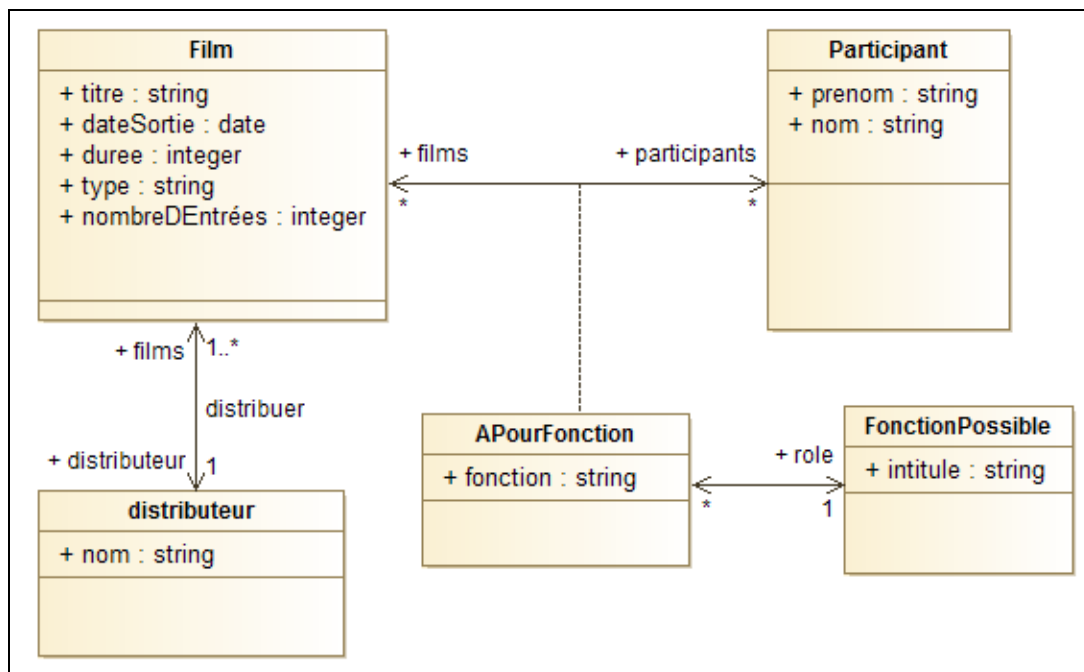 Film
+ titre : string
+ dateSortie : date
+ duree : integer
+ type : string
+ nombreDEntrées : integer
Participant
+ prenom : string
+ nom : string
+ films
+ participants
*
*
+ films
1..*
distribuer
+ distributeur
1
distributeur
+ nom : string
APourFonction
+ fonction : string
+ role
*
1
FonctionPossible
+ intitule : string